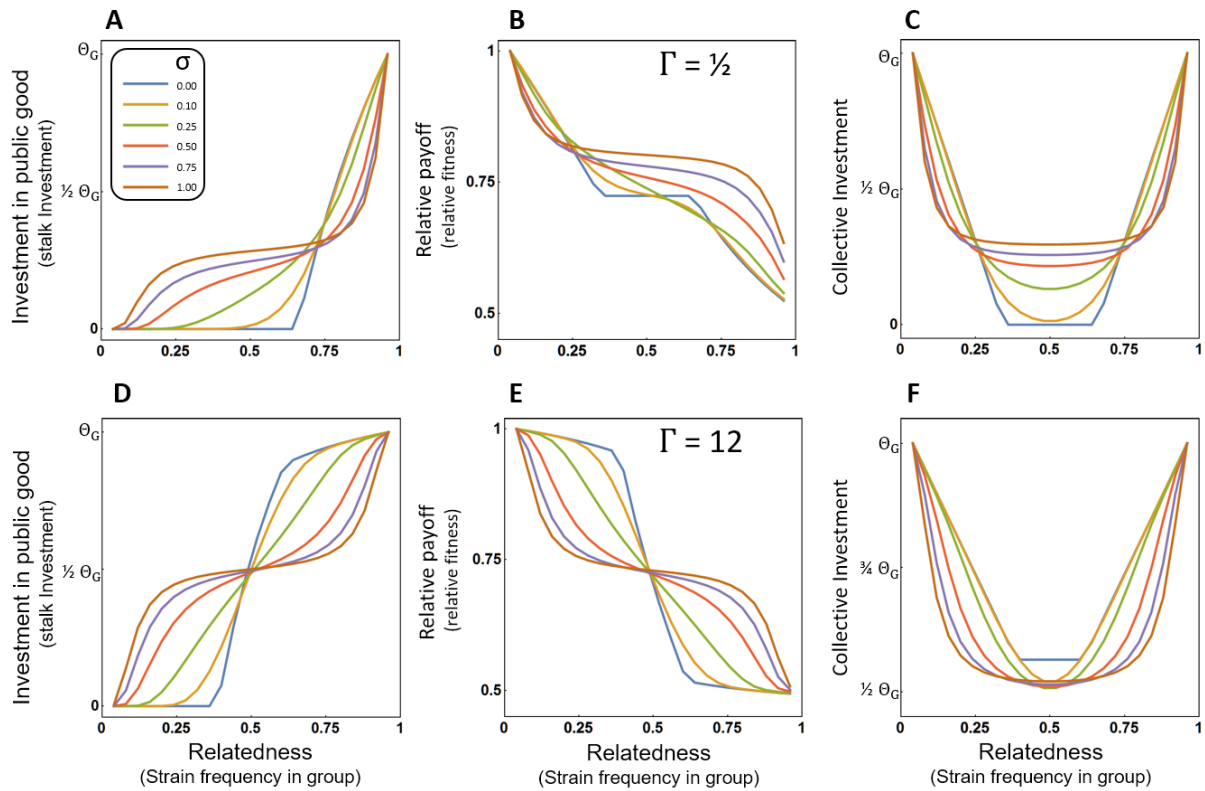 A
B
C
Θ_G
½ Θ_G
0
Investment in public good
(stalk Investment)
σ
0.00
0.10
0.25
0.50
0.75
1.00
0
0.25
0.50
0.75
1
1
0.75
0.5
Relative payoff
(relative fitness)
Γ = ½
0
0.25
0.50
0.75
1
Θ_G
½ Θ_G
0
Collective Investment
0
0.25
0.50
0.75
1
D
E
F
Θ_G
½ Θ_G
0
Investment in public good
(stalk Investment)
0
0.25
0.50
0.75
1
Relatedness
(Strain frequency in group)
1
0.75
0.5
Relative payoff
(relative fitness)
Γ = 12
0
0.25
0.50
0.75
1
Relatedness
(Strain frequency in group)
Θ_G
¾ Θ_G
½ Θ_G
Collective Investment
0
0.25
0.50
0.75
1
Relatedness
(Strain frequency in group)